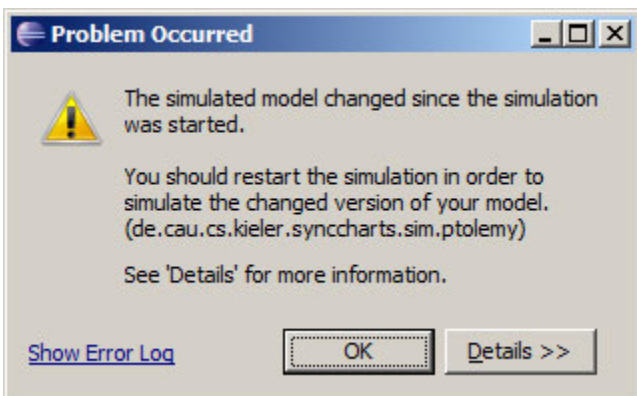 Problem Occurred
The simulated model changed since the simulation
was started.
You should restart the simulation in order to
simulate the changed version of your model.
(de.cau.cs.kieler.synccharts.sim.ptolemy)
See 'Details' for more information.
Show Error Log
OK
Details >>